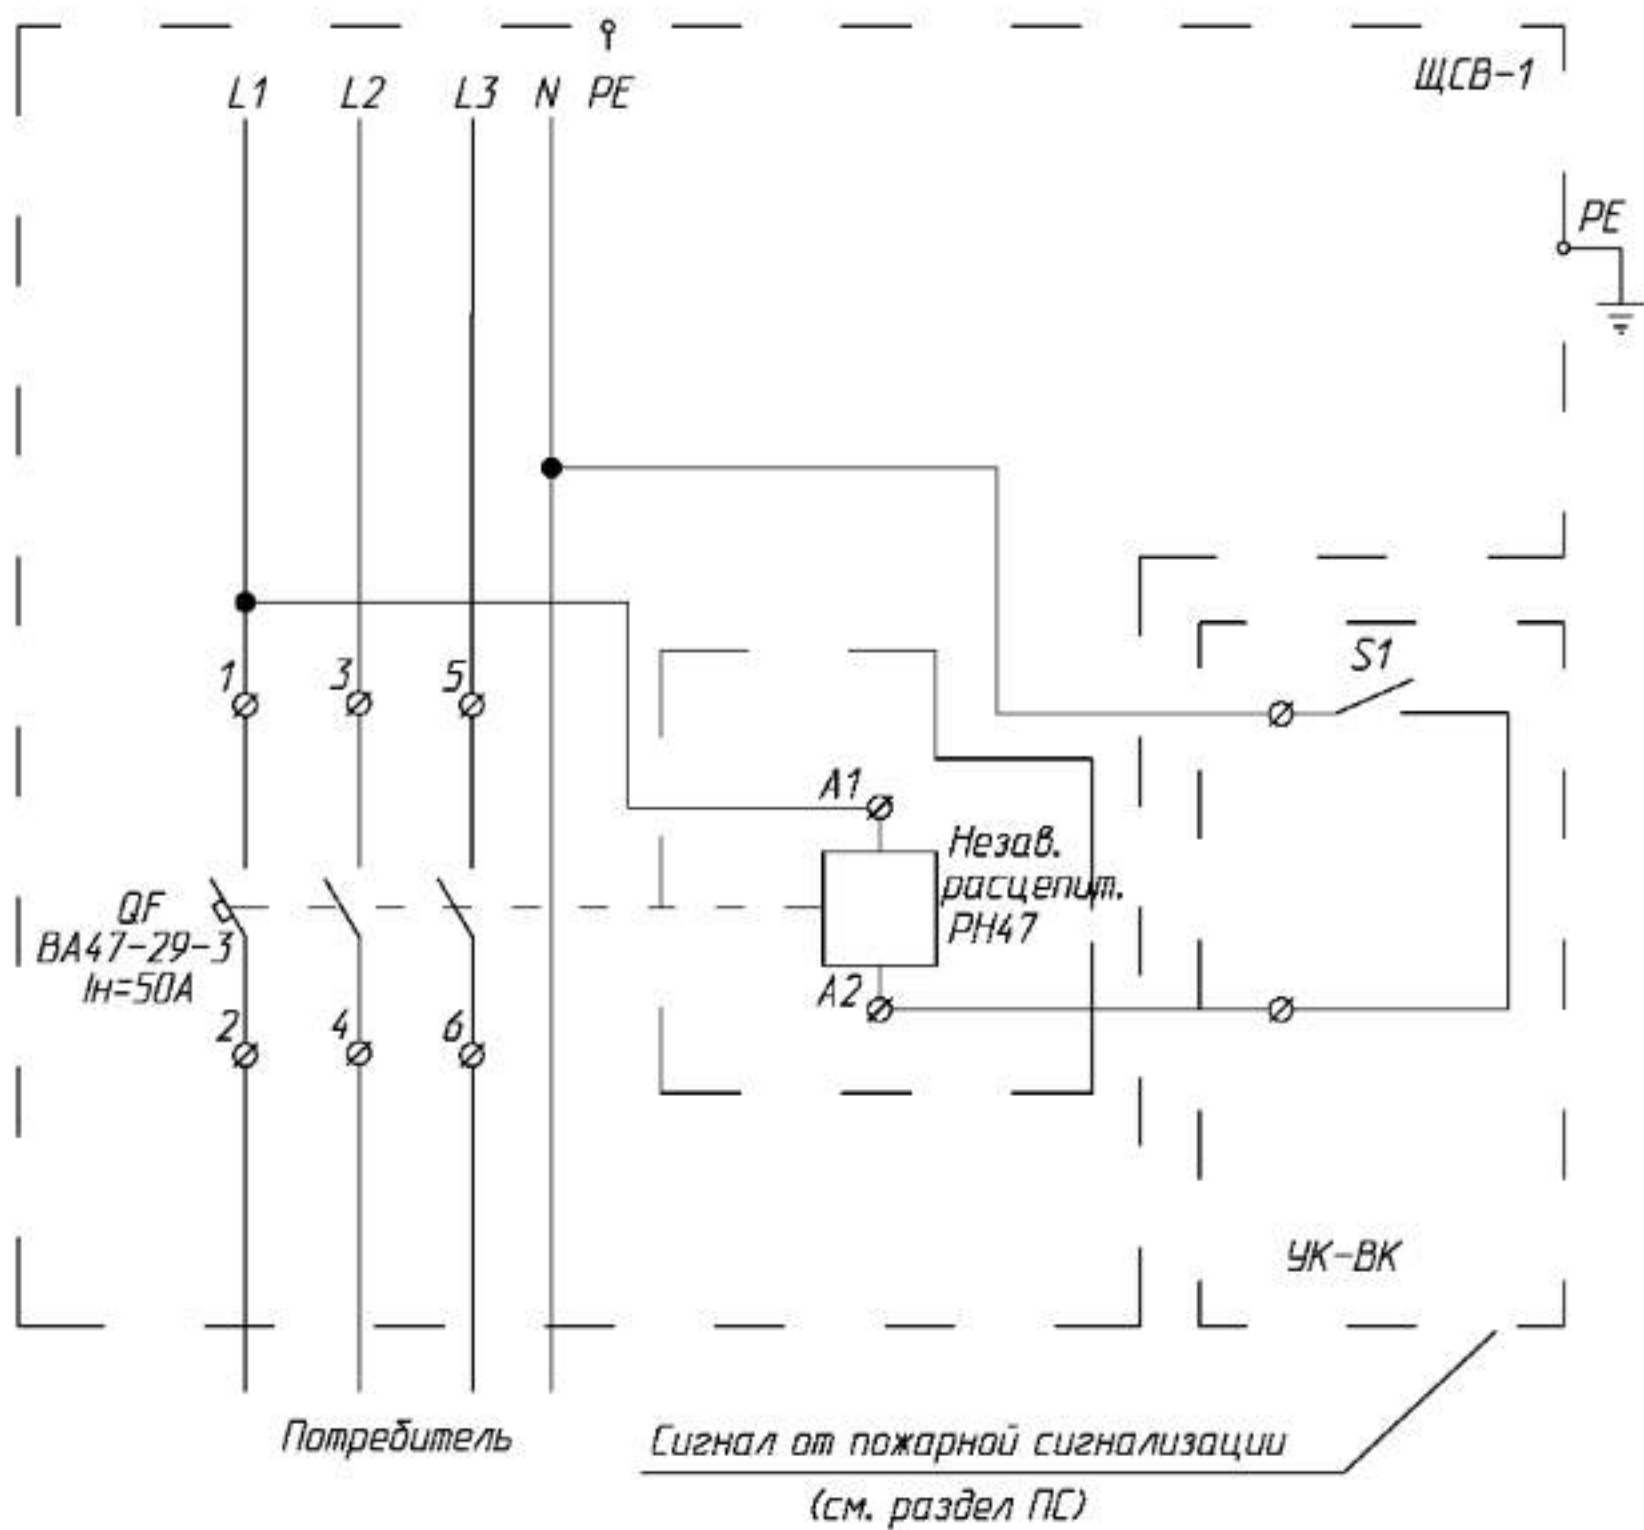 L1 L2 L3 N PE
ЩСВ-1
PE
S1
1 3 5
A1
Незав.
расцепит.
РН47
QF
ВА47-29-3
Iн=50А
A2
2 4 6
УК-ВК
Потребитель
Сигнал от пожарной сигнализации
(см. раздел ПС)